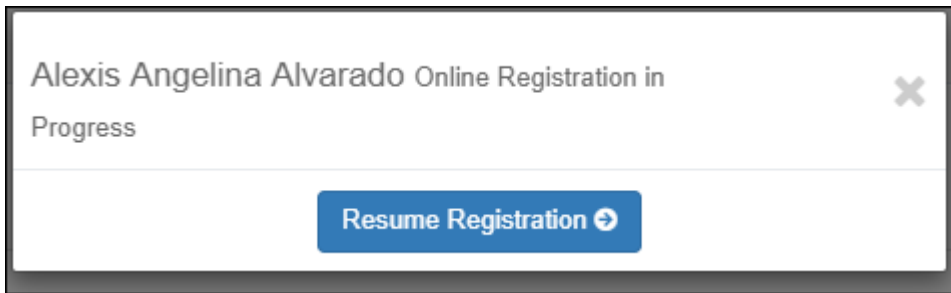 Alexis Angelina Alvarado Online Registration in
Progress
Resume Registration